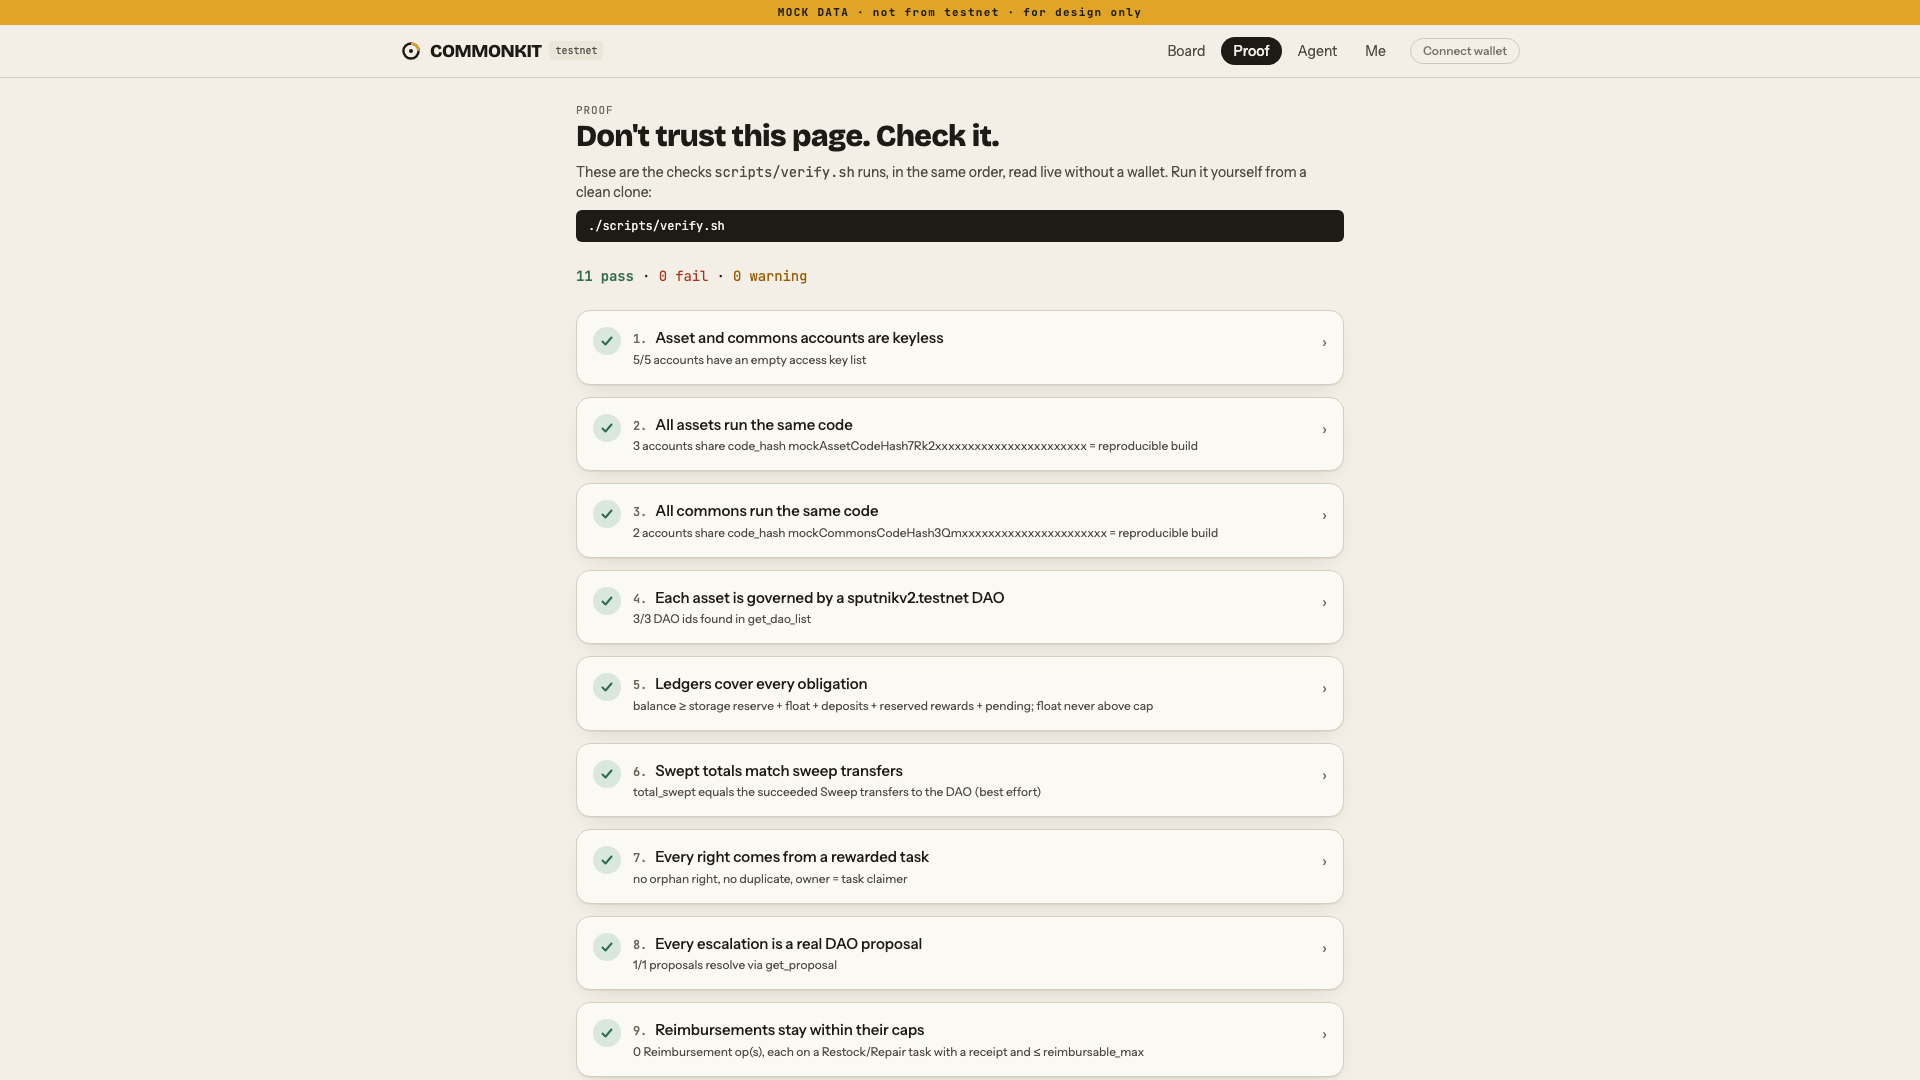 MOCK DATA · not from testnet · for design only
COMMONKIT testnet
Board Proof Agent Me Connect wallet
PROOF
Don't trust this page. Check it.
These are the checks scripts/verify.sh runs, in the same order, read live without a wallet. Run it yourself from a
clean clone:
./scripts/verify.sh
11 pass · 0 fail · 0 warning
1. Asset and commons accounts are keyless
5/5 accounts have an empty access key list
2. All assets run the same code
3 accounts share code_hash mockAssetCodeHash7Rk2xxxxxxxxxxxxxxxxxxxxxxxx = reproducible build
3. All commons run the same code
2 accounts share code_hash mockCommonsCodeHash3Qmxxxxxxxxxxxxxxxxxxxxxxx = reproducible build
4. Each asset is governed by a sputnikv2.testnet DAO
3/3 DAO ids found in get_dao_list
5. Ledgers cover every obligation
balance ≥ storage reserve + float + deposits + reserved rewards + pending; float never above cap
6. Swept totals match sweep transfers
total_swept equals the succeeded Sweep transfers to the DAO (best effort)
7. Every right comes from a rewarded task
no orphan right, no duplicate, owner = task claimer
8. Every escalation is a real DAO proposal
1/1 proposals resolve via get_proposal
9. Reimbursements stay within their caps
0 Reimbursement op(s), each on a Restock/Repair task with a receipt and ≤ reimbursable_max